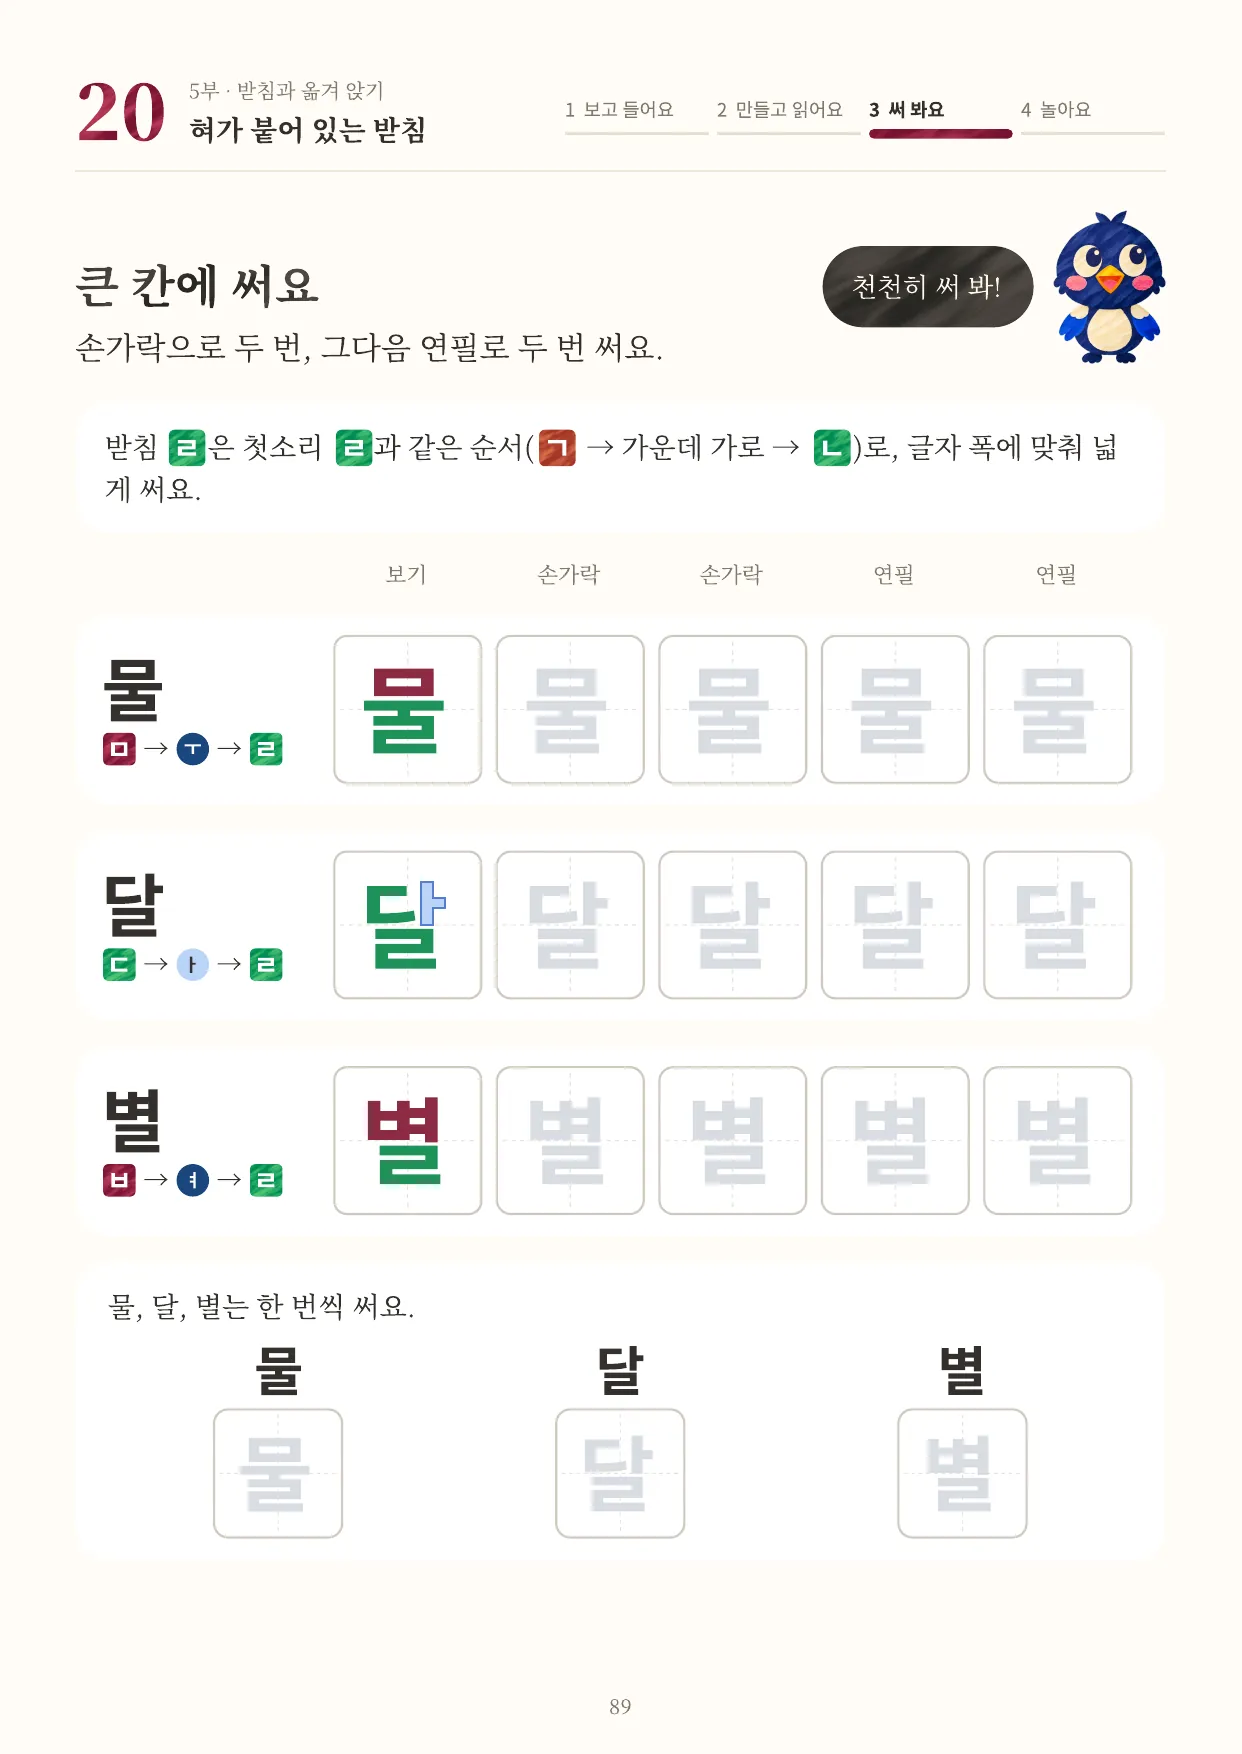 20
5부 · 받침과 옮겨 앉기
혀가 붙어 있는 받침
1 보고 들어요
2 만들고 읽어요
3 써 봐요
4 놀아요
큰 칸에 써요
천천히 써 봐!
손가락으로 두 번, 그다음 연필로 두 번 써요.
받침 ㄹ은 첫소리 ㄹ과 같은 순서(ㄱ → 가운데 가로 → ㄴ)로, 글자 폭에 맞춰 넓
게 써요.
보기 손가락 손가락 연필 연필
물
ㅁ → ㅜ → ㄹ
물 물 물 물 물
달
ㄷ → ㅏ → ㄹ
달 달 달 달 달
별
ㅂ → ㅕ → ㄹ
별 별 별 별 별
물, 달, 별는 한 번씩 써요.
물 달 별
물 달 별
89